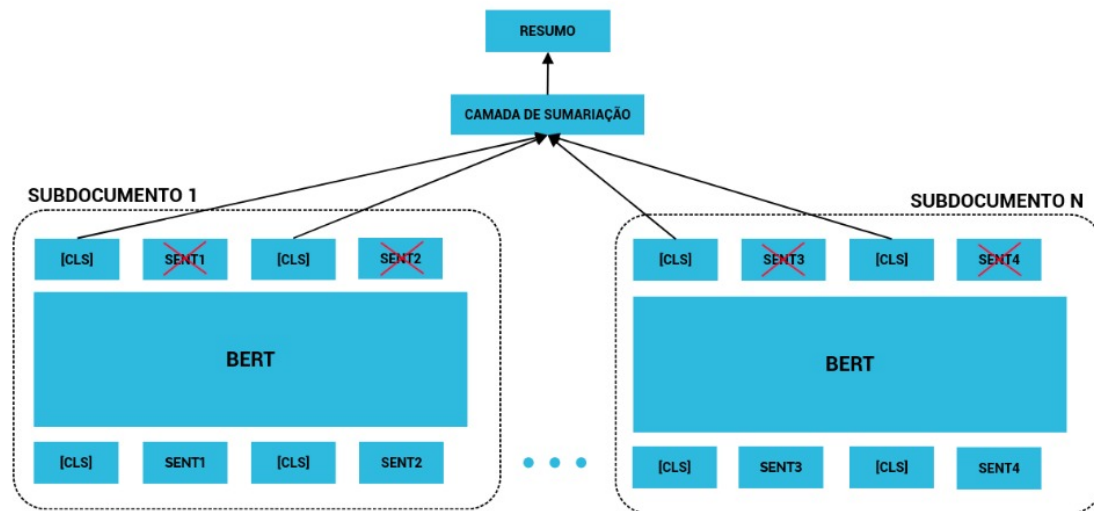 RESUMO
CAMADA DE SUMARIAÇÃO
SUBDOCUMENTO 1
SUBDOCUMENTO N
[CLS] SENT1 [CLS] SENT2
[CLS] SENT3 [CLS] SENT4
BERT
BERT
[CLS] SENT1 [CLS] SENT2
[CLS] SENT3 [CLS] SENT4